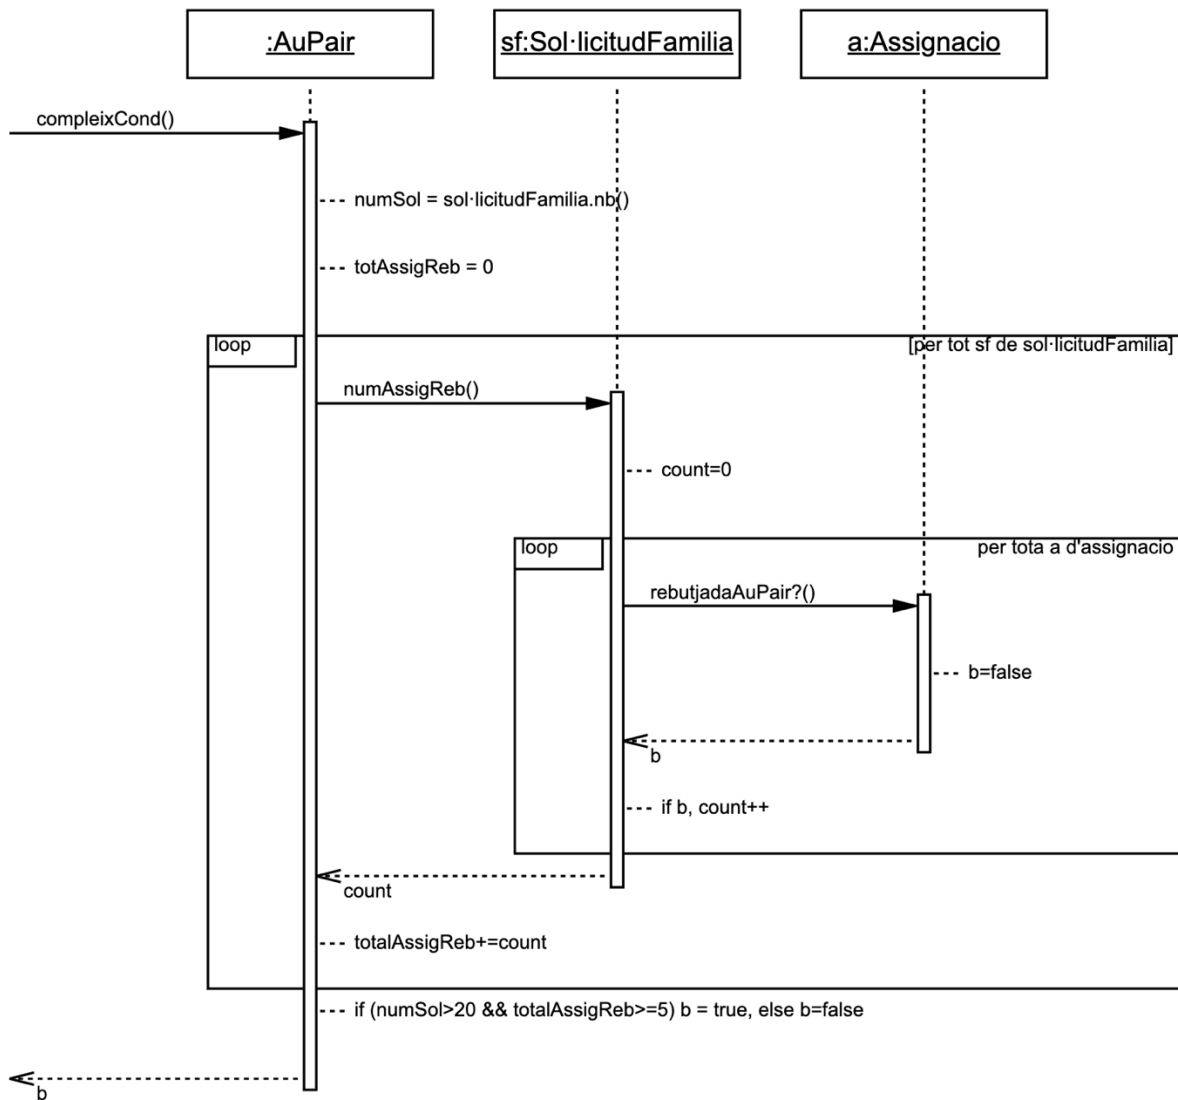 :AuPair
sf:Sol·licitudFamilia
a:Assignacio
compleixCond()
numSol = sol·licitudFamilia.nb()
totAssigReb = 0
loop
[per tot sf de sol·licitudFamilia]
numAssigReb()
count=0
loop
per tota a d'assignacio
rebutjadaAuPair?()
b=false
b
if b, count++
count
totalAssigReb+=count
if (numSol>20 && totalAssigReb>=5) b = true, else b=false
b